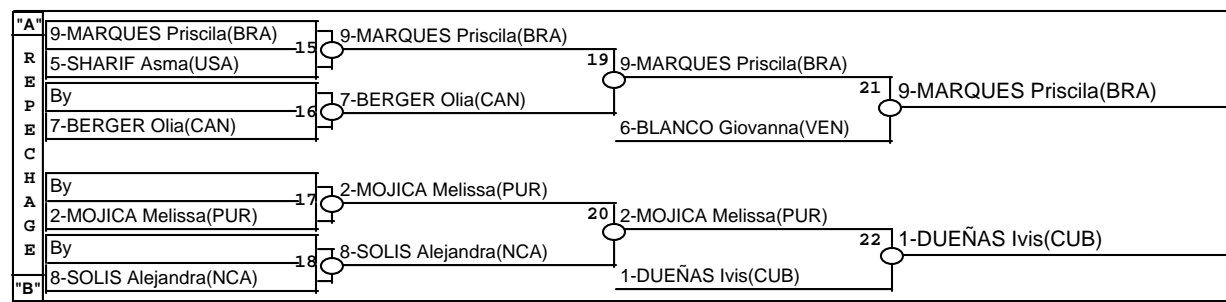 "A"
REPECHAGE
"B"
9-MARQUES Priscila(BRA)
15
5-SHARIF Asma(USA)
9-MARQUES Priscila(BRA)
By
16
7-BERGER Olia(CAN)
7-BERGER Olia(CAN)
19
9-MARQUES Priscila(BRA)
6-BLANCO Giovanna(VEN)
21
9-MARQUES Priscila(BRA)
By
17
2-MOJICA Melissa(PUR)
2-MOJICA Melissa(PUR)
By
18
8-SOLIS Alejandra(NCA)
8-SOLIS Alejandra(NCA)
20
2-MOJICA Melissa(PUR)
1-DUEÑAS Ivis(CUB)
22
1-DUEÑAS Ivis(CUB)